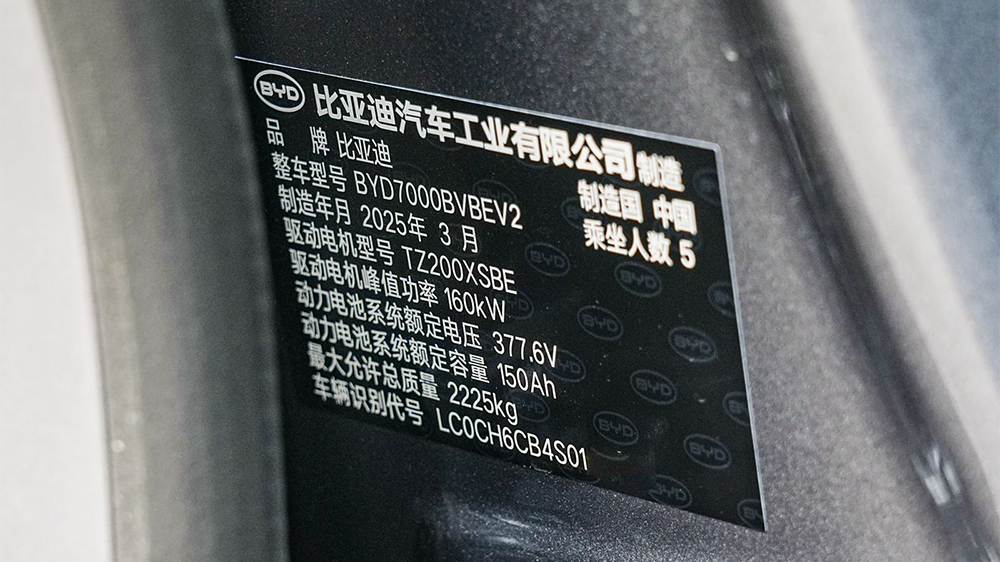 BYD 比亚迪汽车工业有限公司 制造
品 牌 比亚迪
制造国 中国
整车型号 BYD7000BVBEV2
乘坐人数 5
制造年月 2025年 3 月
驱动电机型号 TZ200XSBE
驱动电机峰值功率 160kW
动力电池系统额定电压 377.6V
动力电池系统额定容量 150Ah
最大允许总质量 2225kg
车辆识别代号 LC0CH6CB4S01